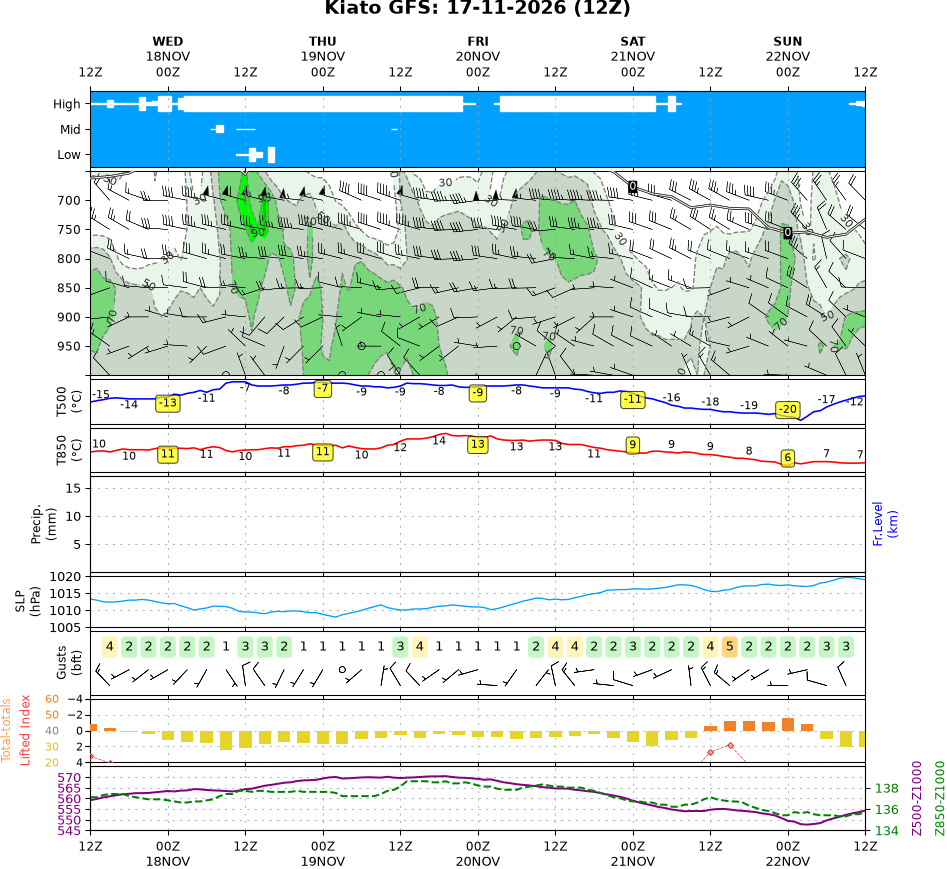 Kiato GFS: 17-11-2026 (12Z)
WED THU FRI SAT SUN
18NOV 19NOV 20NOV 21NOV 22NOV
12Z 00Z 12Z 00Z 12Z 00Z 12Z 00Z 12Z 00Z 12Z
High
Mid
Low
700
750
800
850
900
950
0
0
T500 (°C)
-15 -14 -13 -11 -7 -8 -7 -9 -9 -8 -9 -8 -9 -11 -11 -16 -18 -19 -20 -17 -12
T850 (°C)
10 10 11 11 10 11 11 10 12 14 13 13 13 11 9 9 9 8 6 7 7
Precip. (mm)
15
10
5
Fr.Level (km)
SLP (hPa)
1020
1015
1010
1005
Gusts (bft)
4 2 2 2 2 2 1 3 3 2 1 1 1 1 1 3 4 1 1 1 1 1 2 4 4 2 2 3 2 2 2 4 5 2 2 2 2 3 3
Total-totals
Lifted Index
60 -4
50 -2
40 0
30 2
20 4
570
565
560
555
550
545
138
136
134
Z500-Z1000
Z850-Z1000
12Z 00Z 12Z 00Z 12Z 00Z 12Z 00Z 12Z 00Z 12Z
18NOV 19NOV 20NOV 21NOV 22NOV